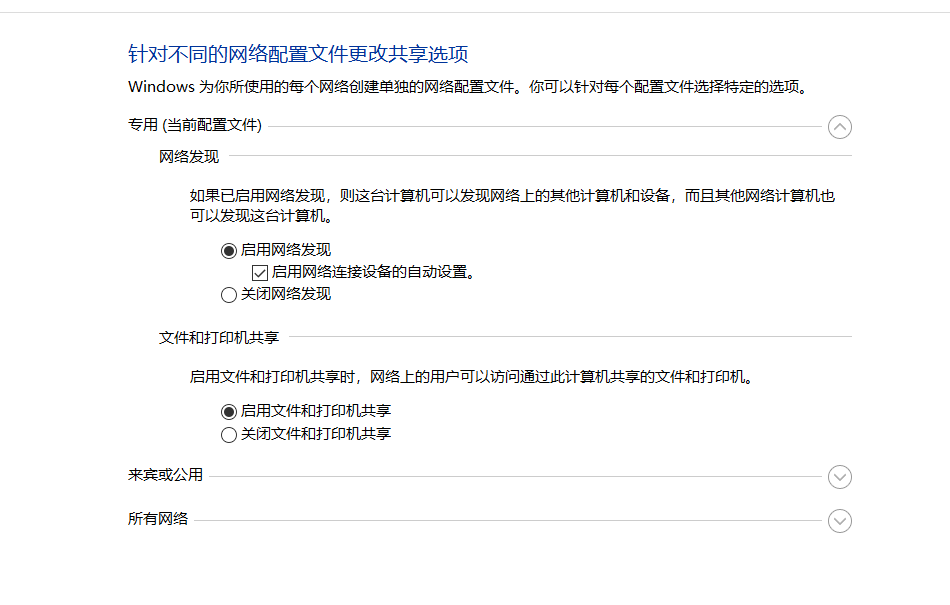 针对不同的网络配置文件更改共享选项
Windows 为你所使用的每个网络创建单独的网络配置文件。你可以针对每个配置文件选择特定的选项。
专用 (当前配置文件)
网络发现
如果已启用网络发现，则这台计算机可以发现网络上的其他计算机和设备，而且其他网络计算机也
可以发现这台计算机。
启用网络发现
启用网络连接设备的自动设置。
关闭网络发现
文件和打印机共享
启用文件和打印机共享时，网络上的用户可以访问通过此计算机共享的文件和打印机。
启用文件和打印机共享
关闭文件和打印机共享
来宾或公用
所有网络